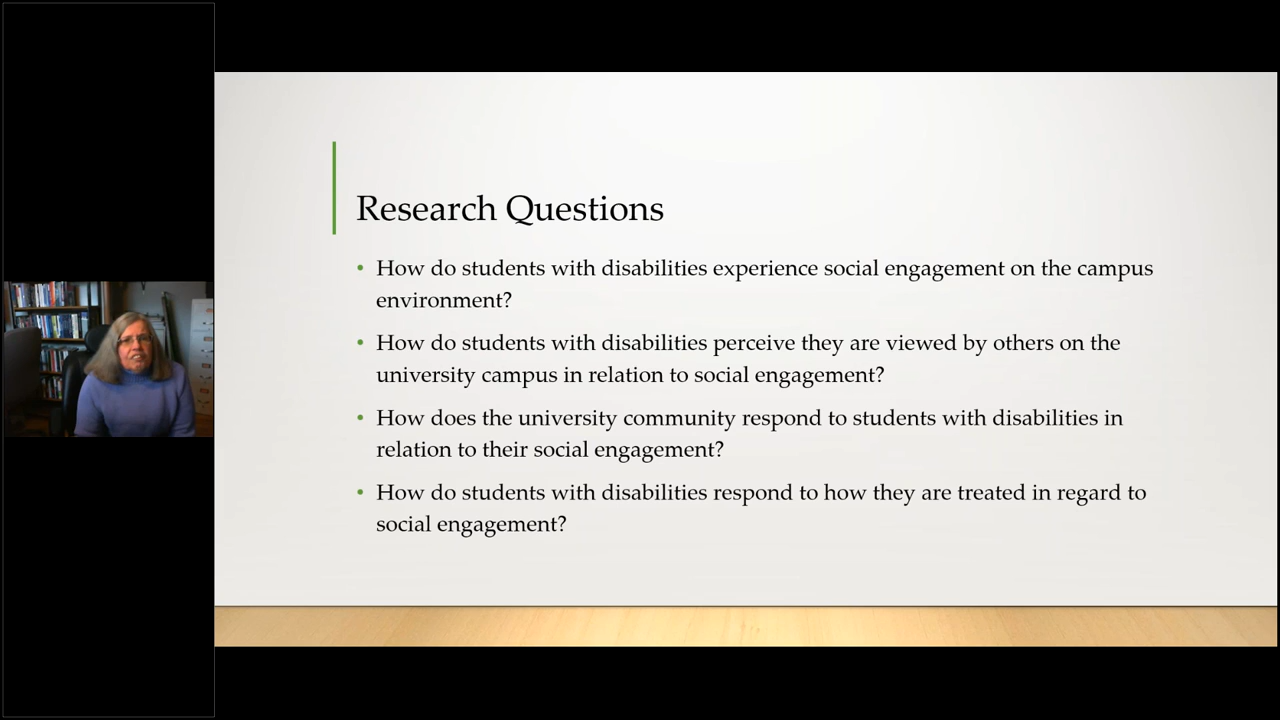 Research Questions
• How do students with disabilities experience social engagement on the campus
environment?
• How do students with disabilities perceive they are viewed by others on the
university campus in relation to social engagement?
• How does the university community respond to students with disabilities in
relation to their social engagement?
• How do students with disabilities respond to how they are treated in regard to
social engagement?